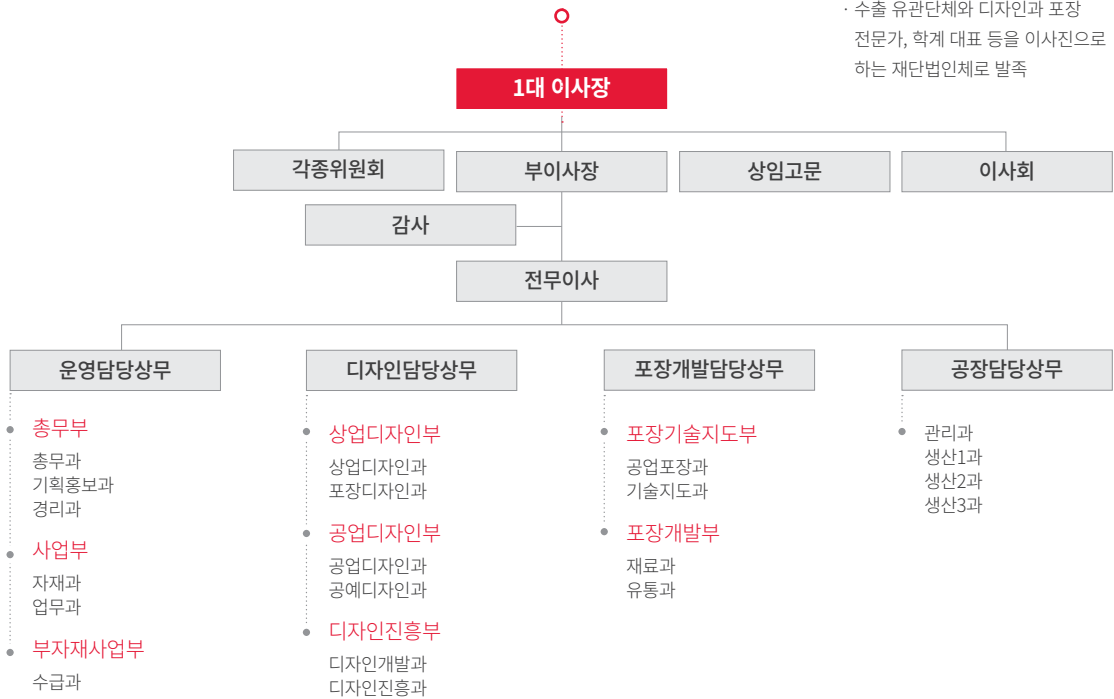 · 수출 유관단체와 디자인과 포장
전문가, 학계 대표 등을 이사진으로
하는 재단법인체로 발족
1대 이사장
각종위원회
부이사장
상임고문
이사회
감사
전무이사
운영담당상무
디자인담당상무
포장개발담당상무
공장담당상무
총무부
총무과
기획홍보과
경리과
사업부
자재과
업무과
부자재사업부
수급과
상업디자인부
상업디자인과
포장디자인과
공업디자인부
공업디자인과
공예디자인과
디자인진흥부
디자인개발과
디자인진흥과
포장기술지도부
공업포장과
기술지도과
포장개발부
재료과
유통과
관리과
생산1과
생산2과
생산3과